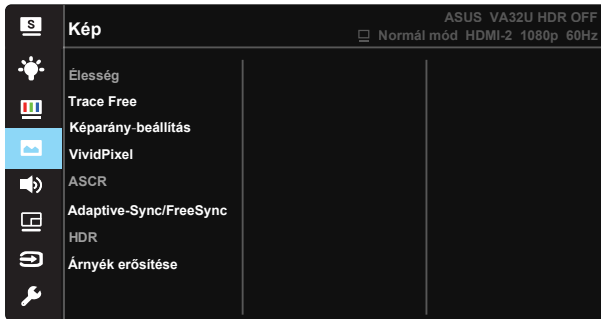 S
Kép
ASUS VA32U HDR OFF
Normál mód HDMI-2 1080p 60Hz
Élesség
Trace Free
Képarány-beállítás
VividPixel
ASCR
Adaptive-Sync/FreeSync
HDR
Árnyék erősítése